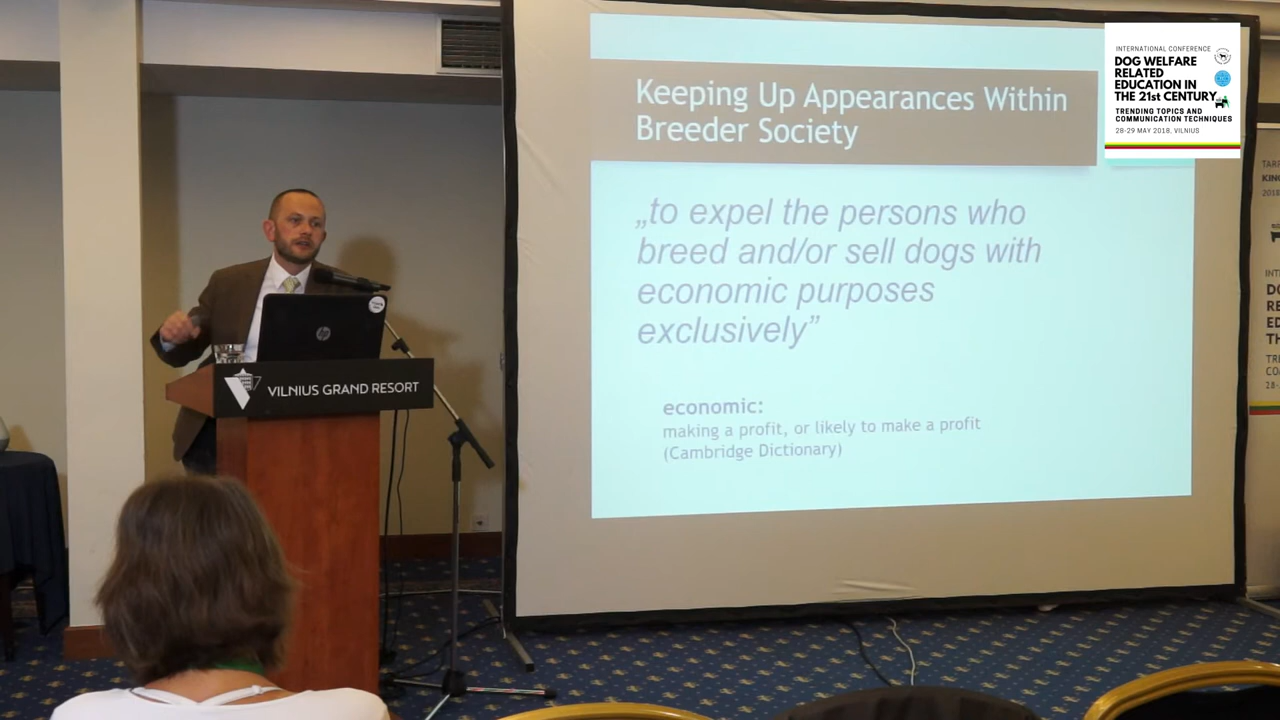 Keeping Up Appearances Within
Breeder Society
„to expel the persons who
breed and/or sell dogs with
economic purposes
exclusively”
economic:
making a profit, or likely to make a profit
(Cambridge Dictionary)
INTERNATIONAL CONFERENCE
DOG WELFARE
RELATED
EDUCATION IN
THE 21st CENTURY
TRENDING TOPICS AND
COMMUNICATION TECHNIQUES
28-29 MAY 2018, VILNIUS
VILNIUS GRAND RESORT
hp